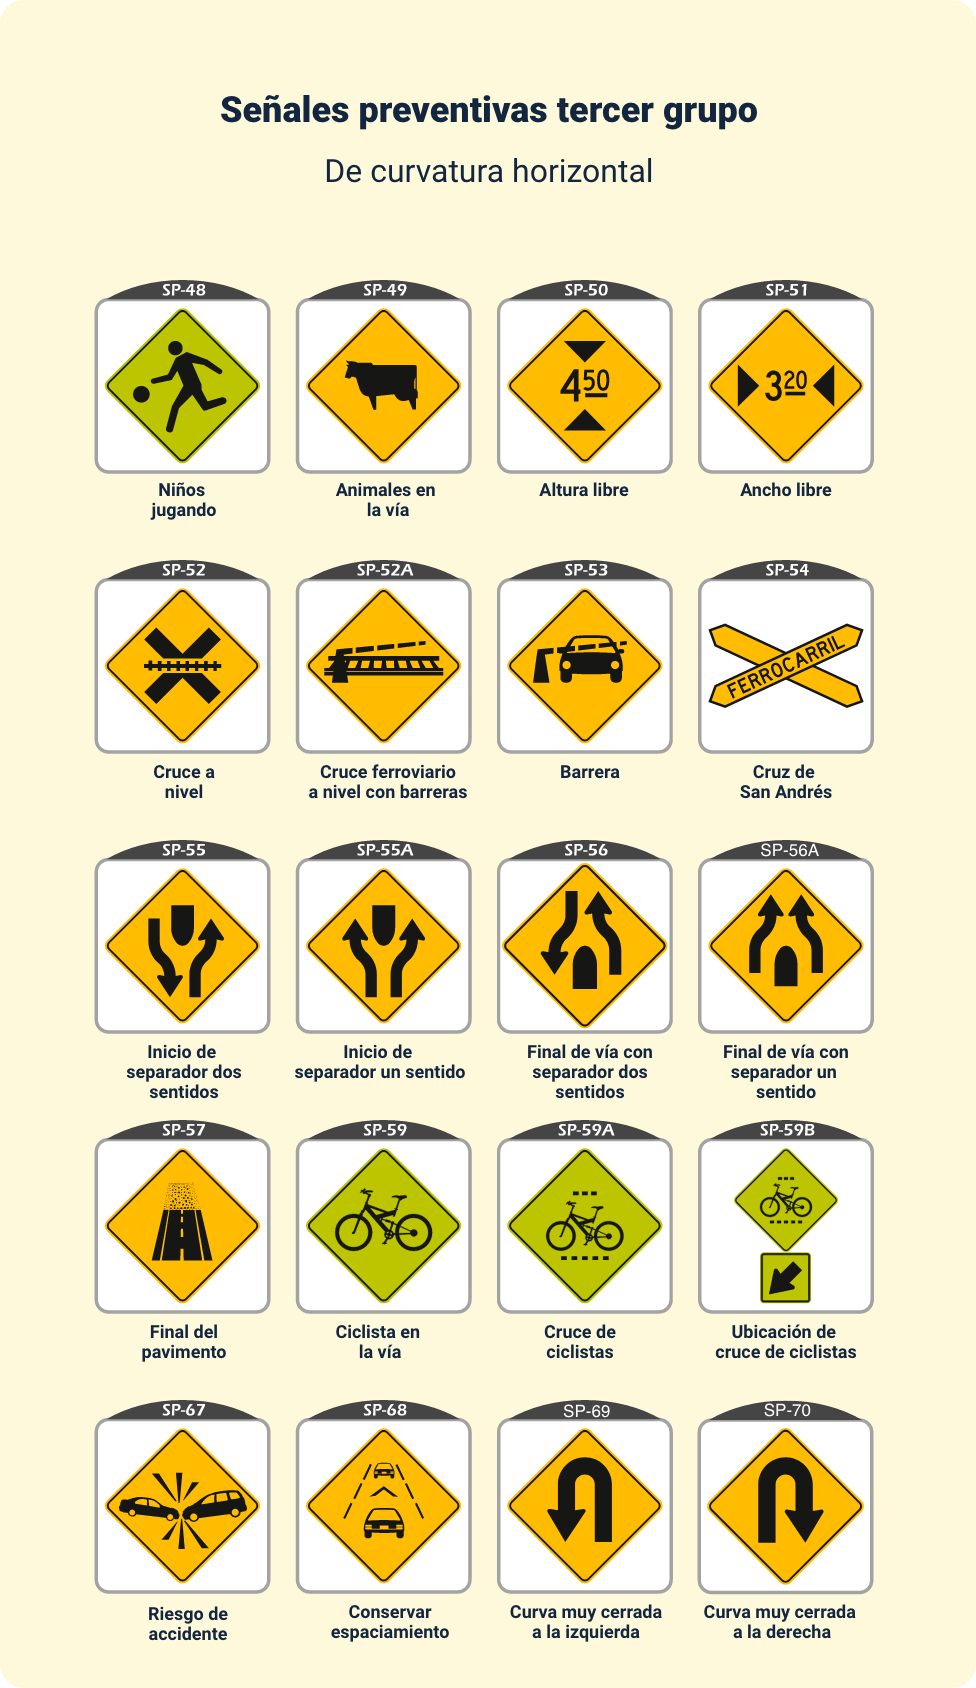 Señales preventivas tercer grupo
De curvatura horizontal
SP-48
SP-49
SP-50
SP-51
4 50
3 20
Niños
jugando
Animales en
la vía
Altura libre
Ancho libre
SP-52
SP-52A
SP-53
SP-54
FERROCARRIL
Cruce a
nivel
Cruce ferroviario
a nivel con barreras
Barrera
Cruz de
San Andrés
SP-55
SP-55A
SP-56
SP-56A
Inicio de
separador dos
sentidos
Inicio de
separador un sentido
Final de vía con
separador dos
sentidos
Final de vía con
separador un
sentido
SP-57
SP-59
SP-59A
SP-59B
Final del
pavimento
Ciclista en
la vía
Cruce de
ciclistas
Ubicación de
cruce de ciclistas
SP-67
SP-68
SP-69
SP-70
Riesgo de
accidente
Conservar
espaciamiento
Curva muy cerrada
a la izquierda
Curva muy cerrada
a la derecha